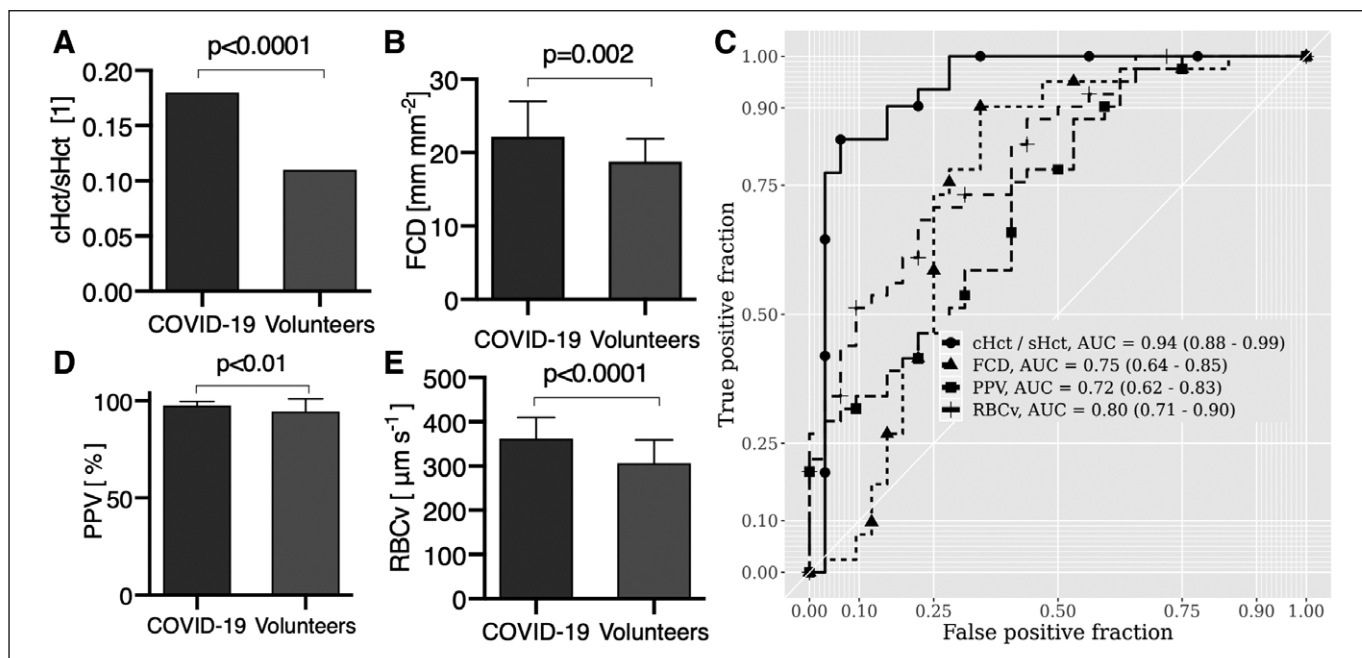 A
p<0.0001
cHct/sHct [1]
0.20
0.15
0.10
0.05
0.00
COVID-19 Volunteers
B
p=0.002
FCD [mm mm⁻²]
30
20
10
0
COVID-19 Volunteers
C
True positive fraction
1.00
0.90
0.75
0.50
0.25
0.10
0.00
cHct / sHct, AUC = 0.94 (0.88 - 0.99)
FCD, AUC = 0.75 (0.64 - 0.85)
PPV, AUC = 0.72 (0.62 - 0.83)
RBCv, AUC = 0.80 (0.71 - 0.90)
0.00 0.10 0.25 0.50 0.75 1.00
False positive fraction
D
p<0.01
PPV [ %]
100
50
0
COVID-19 Volunteers
E
p<0.0001
RBCv [ µm s⁻¹]
500
400
300
200
100
0
COVID-19 Volunteers